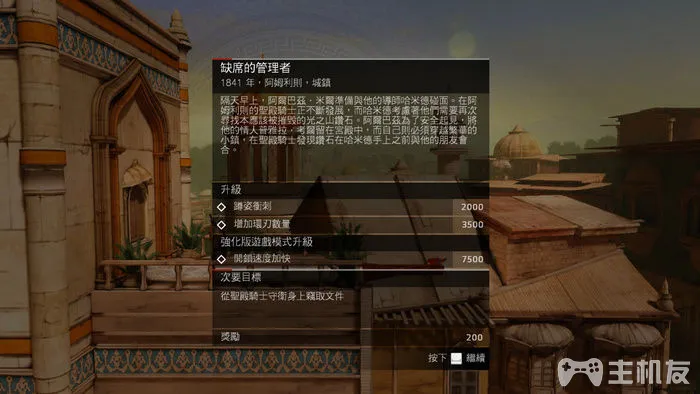 缺席的管理者
1841 年，阿姆利則，城鎮
隔天早上，阿爾巴茲·米爾準備與他的導師哈米德碰面。在阿
姆利則的聖殿騎士正不斷發展，而哈米德考慮著他們需要再次
尋找本應該被摧毀的光之山鑽石。阿爾巴茲為了安全起見，將
他的情人普雅拉·考爾留在宮殿中，而自己則必須穿越繁華的
小鎮，在聖殿騎士發現鑽石在哈米德手上之前與他的朋友會
合。
升級
蹲姿衝刺 2000
增加環刃數量 3500
強化版遊戲模式升級
開鎖速度加快 7500
次要目標
從聖殿騎士守衛身上竊取文件
獎勵 200
按下 繼續
主机友